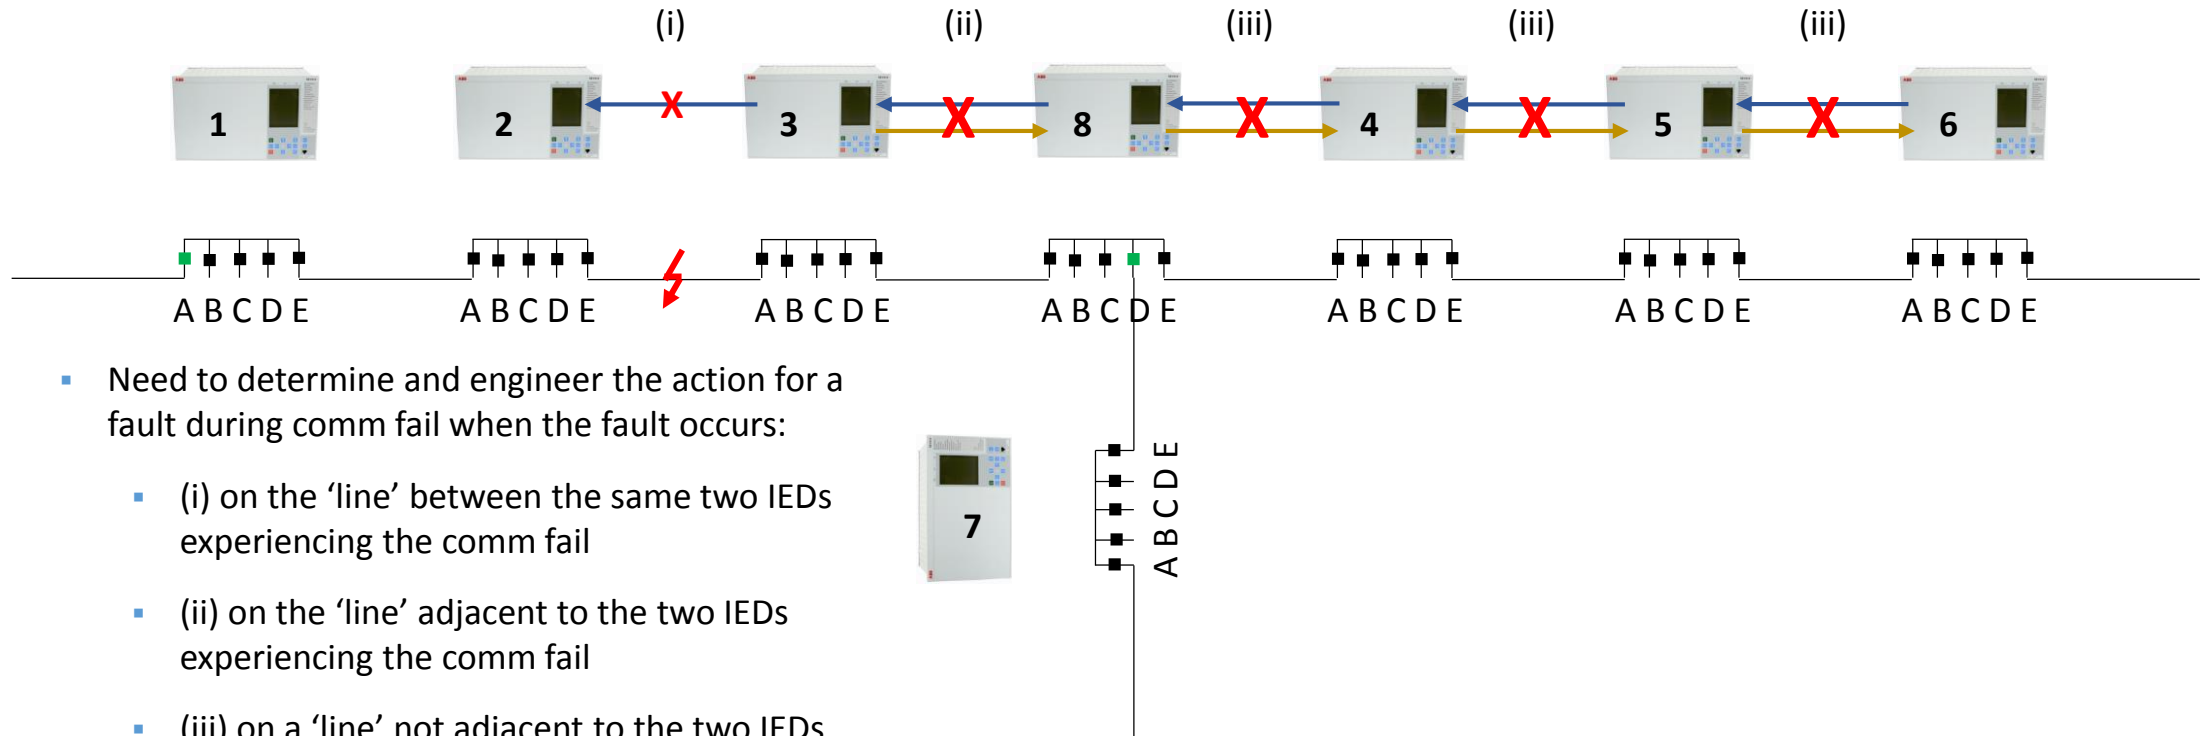 (i) (ii) (iii) (iii) (iii)
1 2 3 8 4 5 6
X X X X X
A B C D E A B C D E A B C D E A B C D E A B C D E A B C D E A B C D E
▪ Need to determine and engineer the action for a
fault during comm fail when the fault occurs:
▪ (i) on the ‘line’ between the same two IEDs
experiencing the comm fail
▪ (ii) on the ‘line’ adjacent to the two IEDs
experiencing the comm fail
▪ (iii) on a ‘line’ not adjacent to the two IEDs
7
A B C D E